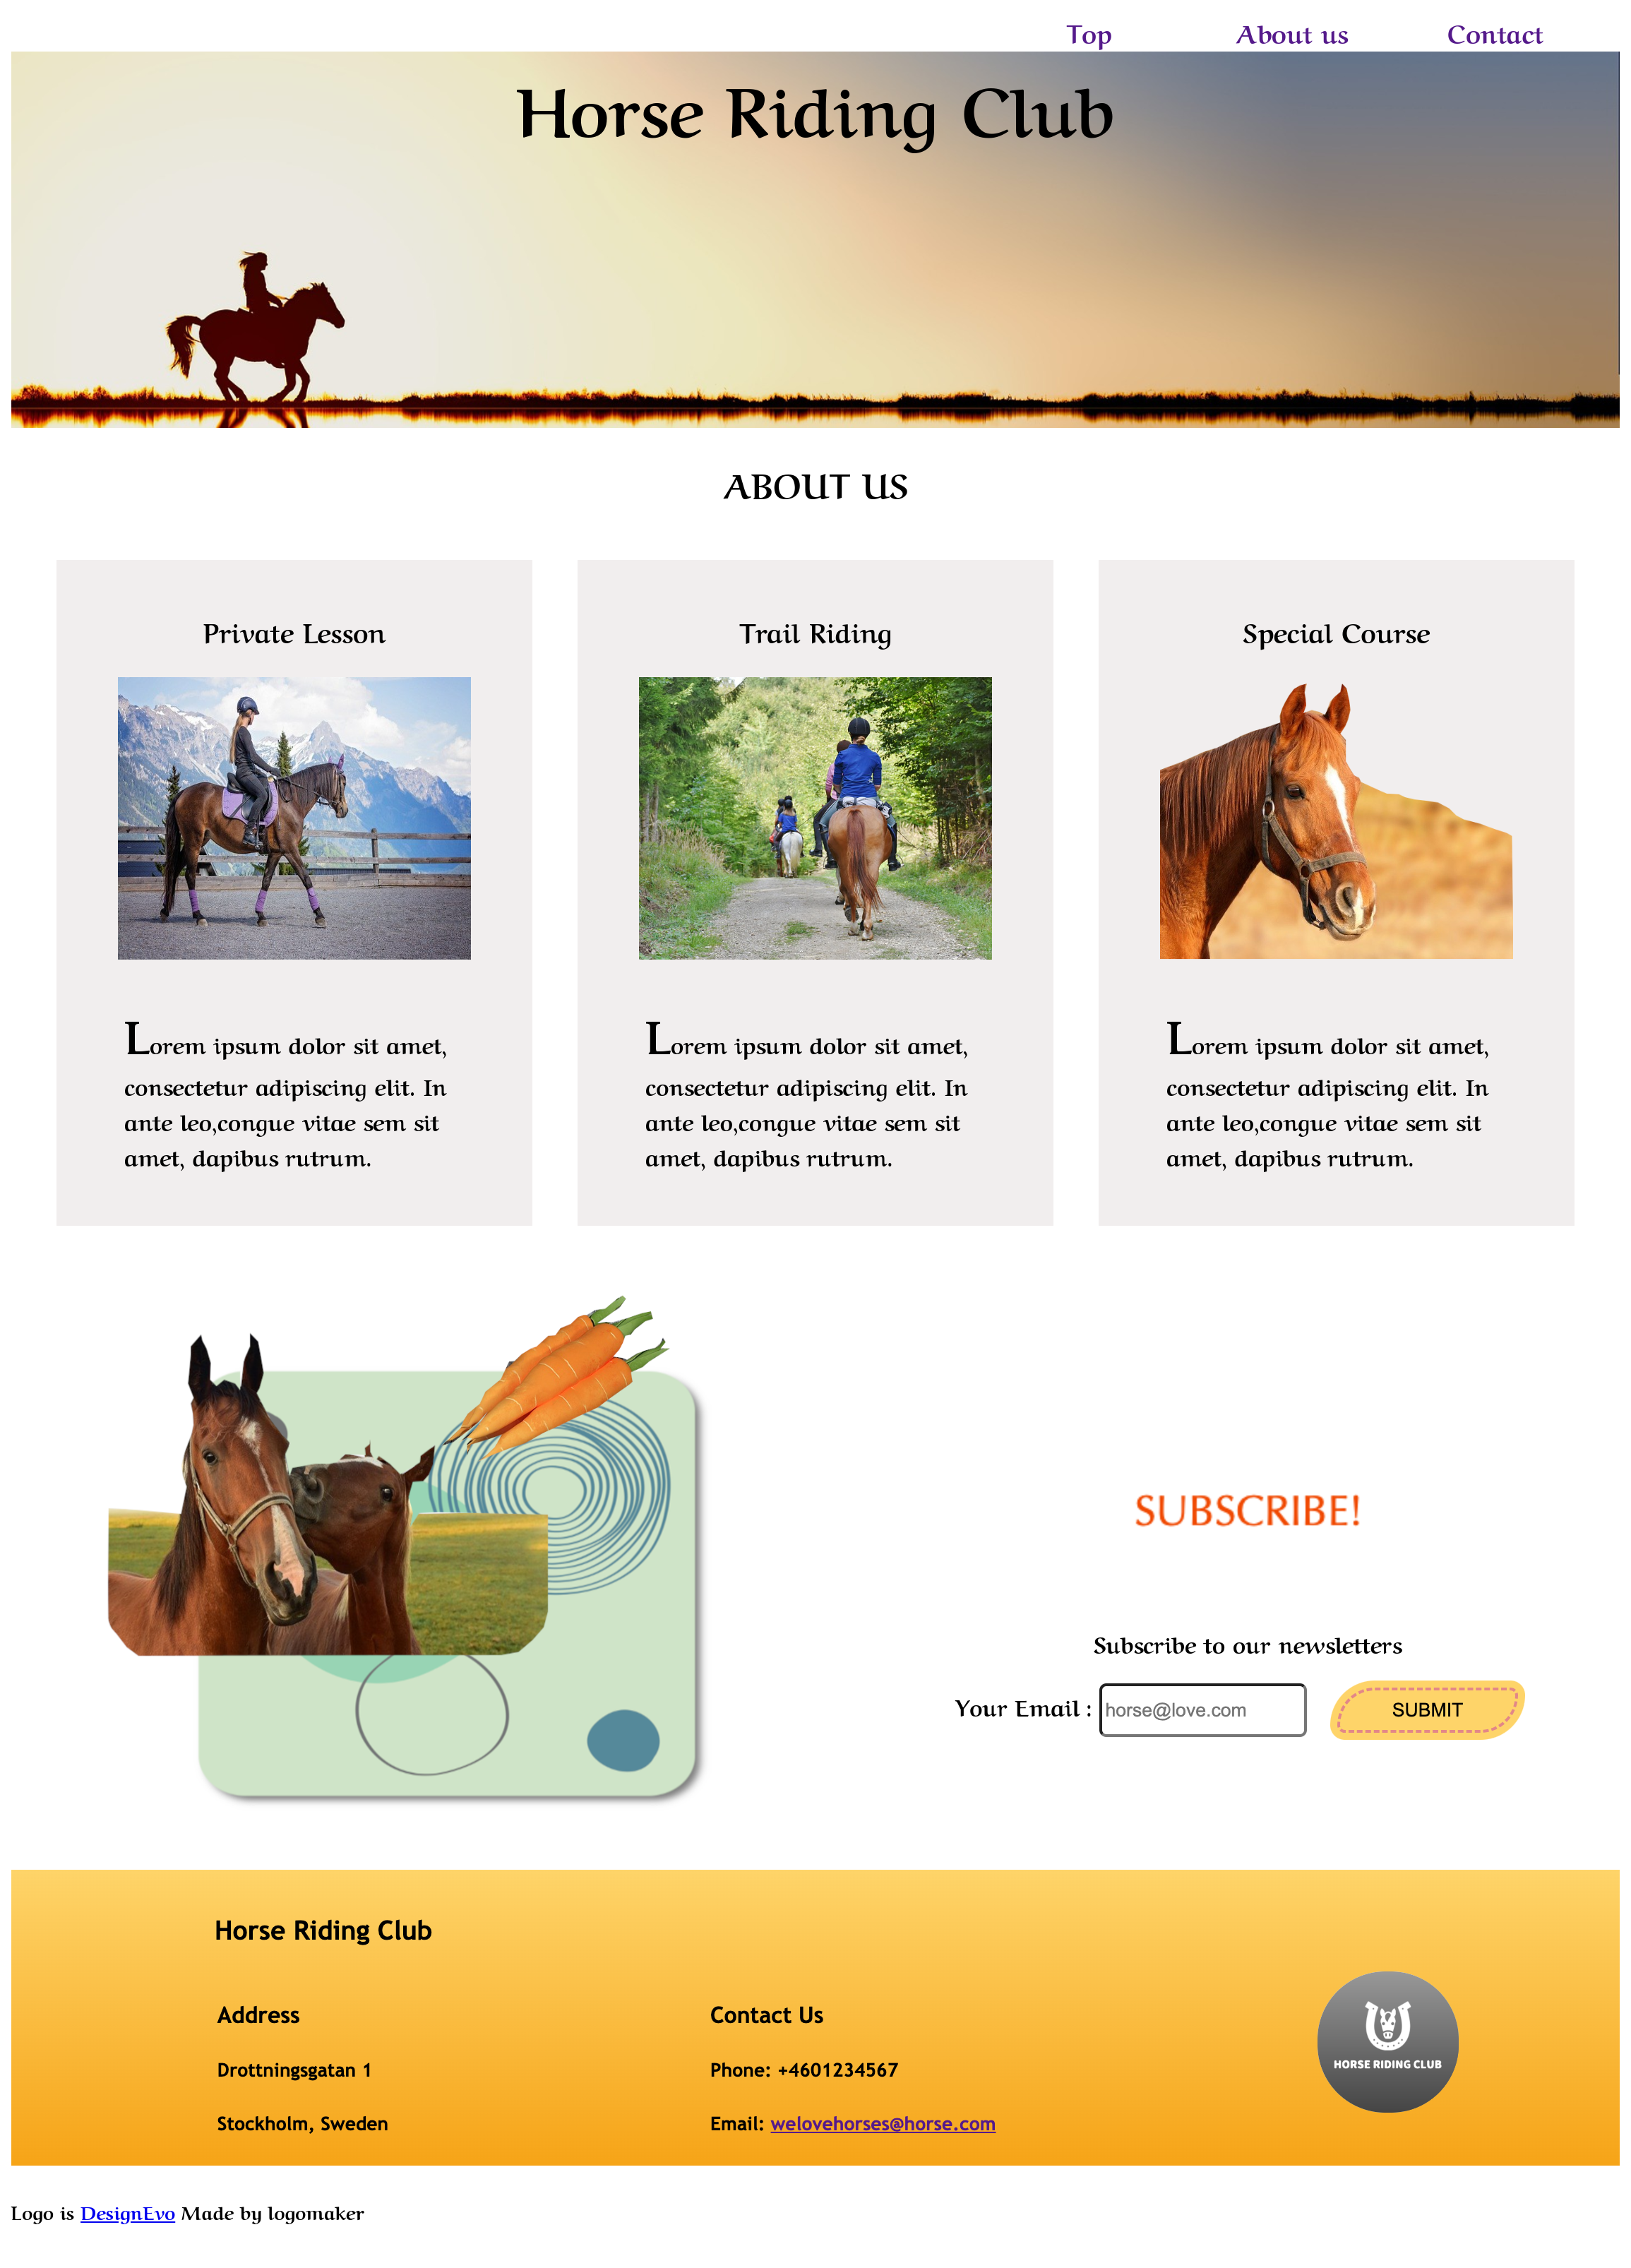 Top About us Contact
Horse Riding Club
ABOUT US
Private Lesson
Lorem ipsum dolor sit amet,
consectetur adipiscing elit. In
ante leo,congue vitae sem sit
amet, dapibus rutrum.
Trail Riding
Lorem ipsum dolor sit amet,
consectetur adipiscing elit. In
ante leo,congue vitae sem sit
amet, dapibus rutrum.
Special Course
Lorem ipsum dolor sit amet,
consectetur adipiscing elit. In
ante leo,congue vitae sem sit
amet, dapibus rutrum.
SUBSCRIBE!
Subscribe to our newsletters
Your Email : horse@love.com SUBMIT
Horse Riding Club
Address
Drottningsgatan 1
Stockholm, Sweden
Contact Us
Phone: +4601234567
Email: welovehorses@horse.com
HORSE RIDING CLUB
Logo is DesignEvo Made by logomaker